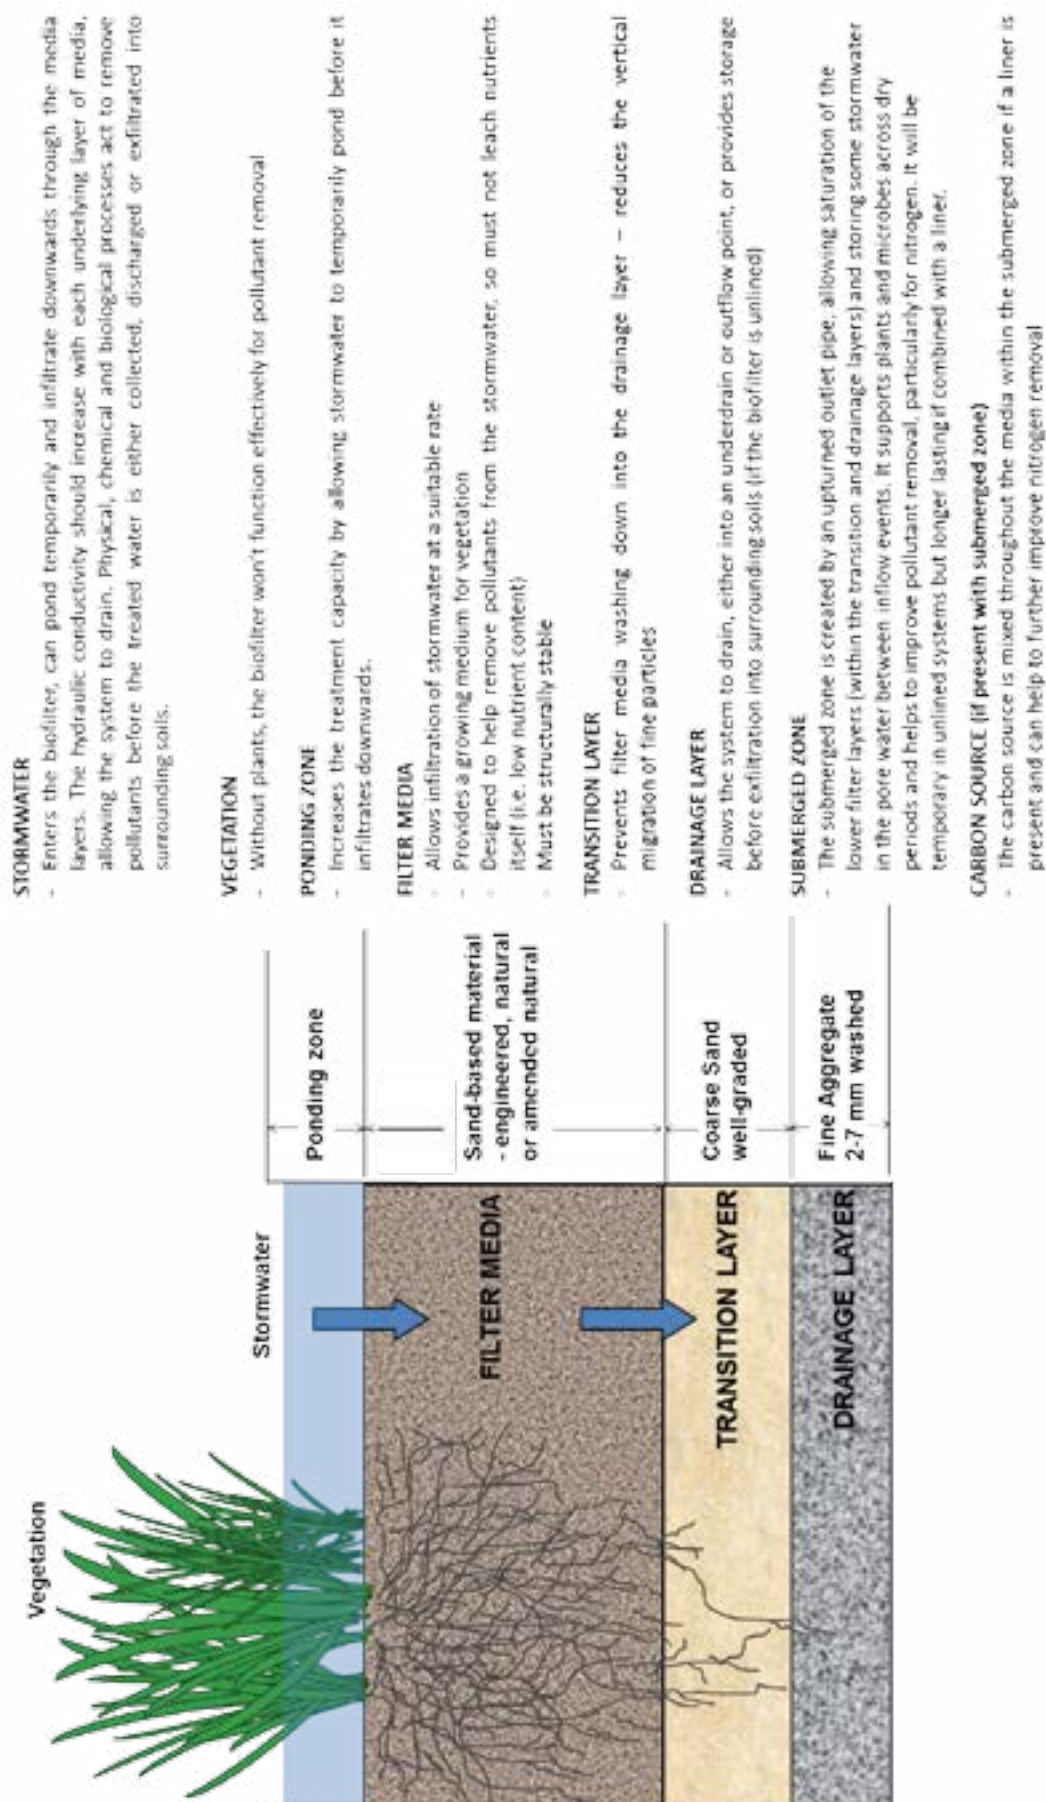 Vegetation
Stormwater
FILTER MEDIA
TRANSITION LAYER
DRAINAGE LAYER
Ponding zone
Sand-based material
- engineered, natural
or amended natural
Coarse Sand
well-graded
Fine Aggregate
2-7 mm washed
STORMWATER
- Enters the biofilter, can pond temporarily and infiltrate downwards through the media
layers. The hydraulic conductivity should increase with each underlying layer of media,
allowing the system to drain. Physical, chemical and biological processes act to remove
pollutants before the treated water is either collected, discharged or exfiltrated into
surrounding soils.
VEGETATION
- Without plants, the biofilter won't function effectively for pollutant removal
PONDING ZONE
- Increases the treatment capacity by allowing stormwater to temporarily pond before it
infiltrates downwards.
FILTER MEDIA
- Allows infiltration of stormwater at a suitable rate
- Provides a growing medium for vegetation
- Designed to help remove pollutants from the stormwater, so must not leach nutrients
itself (i.e. low nutrient content)
- Must be structurally stable
TRANSITION LAYER
- Prevents filter media washing down into the drainage layer – reduces the vertical
migration of fine particles
DRAINAGE LAYER
- Allows the system to drain, either into an underdrain or outflow point, or provides storage
before exfiltration into surrounding soils (if the biofilter is unlined)
SUBMERGED ZONE
- The submerged zone is created by an upturned outlet pipe, allowing saturation of the
lower filter layers (within the transition and drainage layers) and storing some stormwater
in the pore water between inflow events. It supports plants and microbes across dry
periods and helps to improve pollutant removal, particularly for nitrogen. It will be
temporary in unlined systems but longer lasting if combined with a liner.
CARBON SOURCE (if present with submerged zone)
- The carbon source is mixed throughout the media within the submerged zone if a liner is
present and can help to further improve nitrogen removal